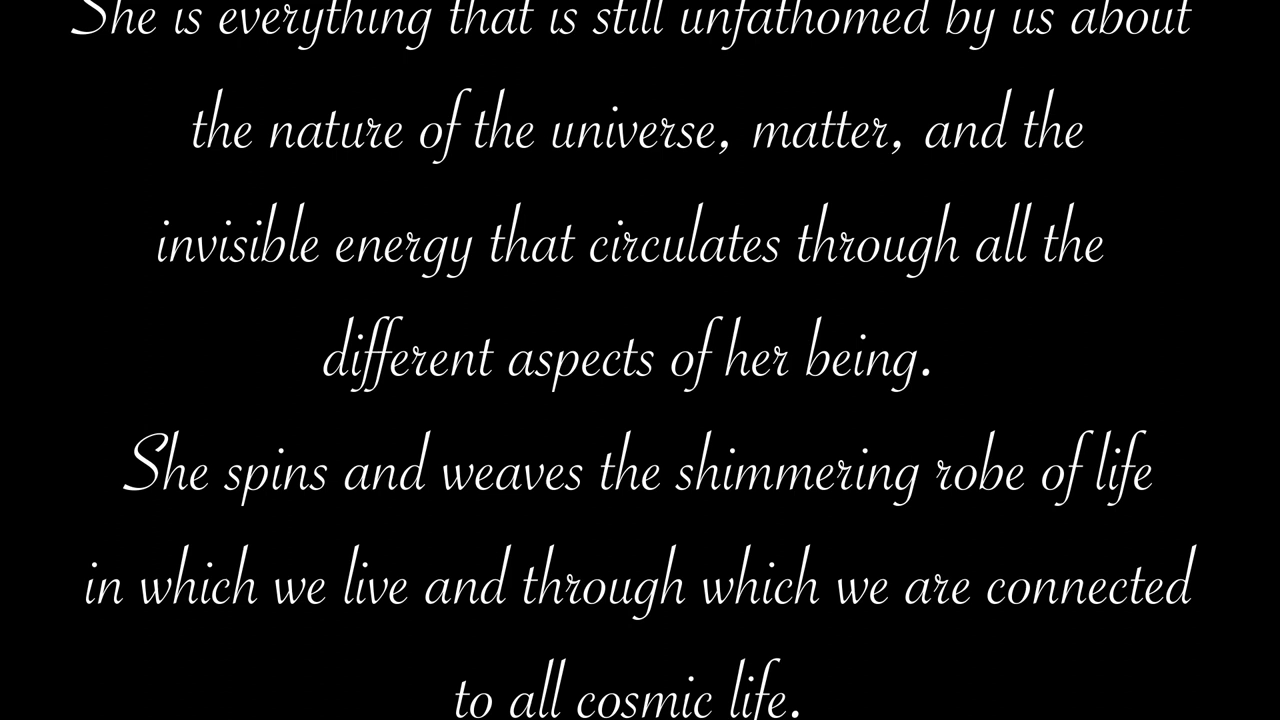 She is everything that is still unfathomed by us about
the nature of the universe, matter, and the
invisible energy that circulates through all the
different aspects of her being.
She spins and weaves the shimmering robe of life
in which we live and through which we are connected
to all cosmic life.